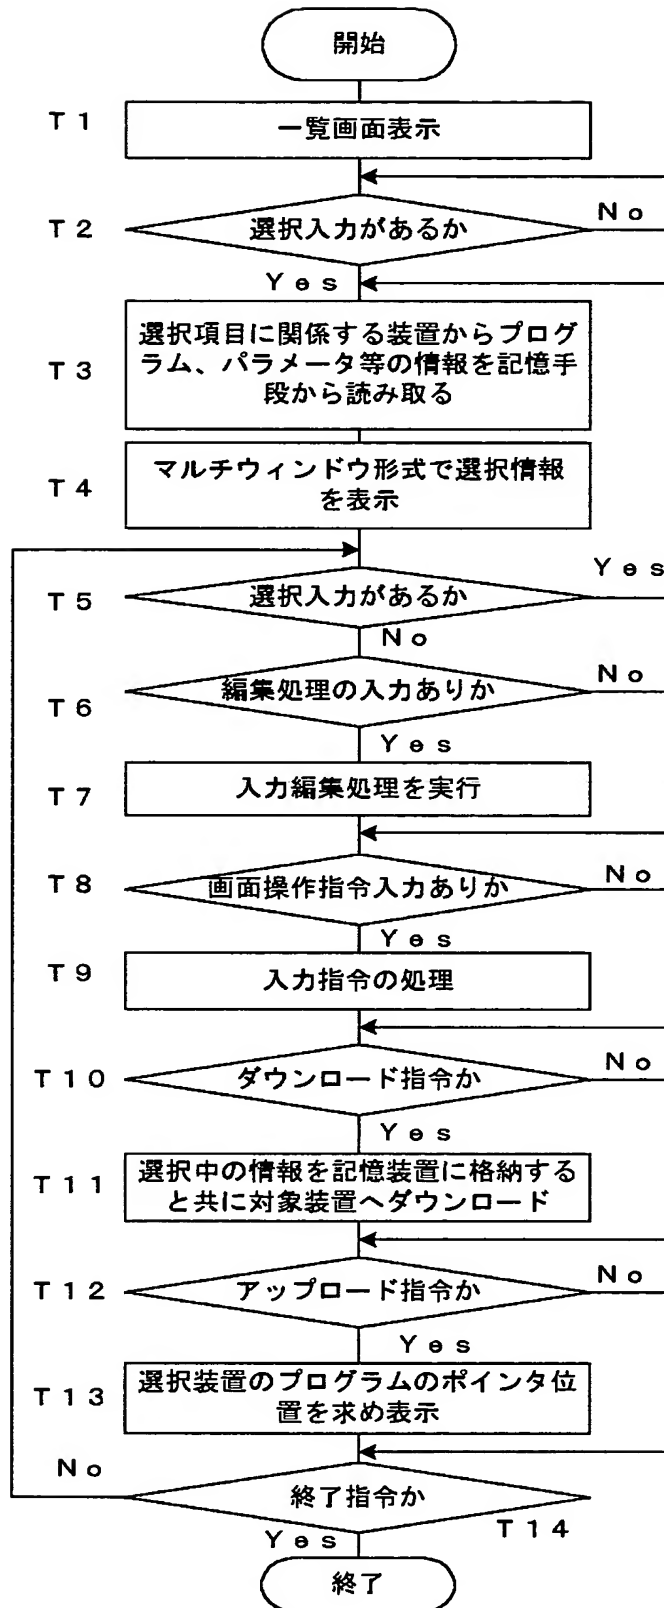 開始
T1
一覧画面表示
T2
選択入力があるか
No
Yes
T3
選択項目に関係する装置からプログ
ラム、パラメータ等の情報を記憶手
段から読み取る
T4
マルチウィンドウ形式で選択情報
を表示
T5
選択入力があるか
Yes
No
T6
編集処理の入力ありか
No
Yes
T7
入力編集処理を実行
T8
画面操作指令入力ありか
No
Yes
T9
入力指令の処理
T10
ダウンロード指令か
No
Yes
T11
選択中の情報を記憶装置に格納する
と共に対象装置へダウンロード
T12
アップロード指令か
No
Yes
T13
選択装置のプログラムのポインタ位
置を求め表示
No
終了指令か
T14
Yes
終了